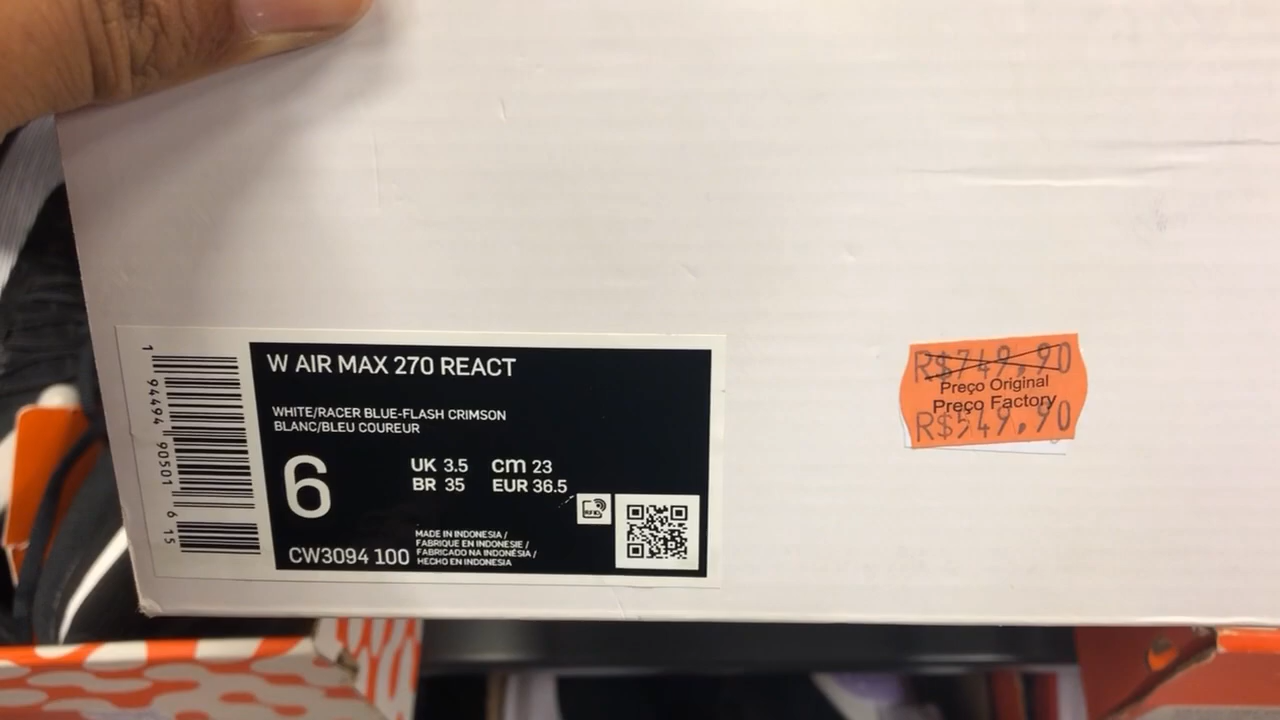 W AIR MAX 270 REACT
WHITE/RACER BLUE-FLASH CRIMSON
BLANC/BLEU COUREUR
6
UK 3.5 cm 23
BR 35 EUR 36.5
RFID
CW3094 100
MADE IN INDONESIA /
FABRIQUE EN INDONESIE /
FABRICADO NA INDONÉSIA /
HECHO EN INDONESIA
1 94494 90501 6 15
R$749,90
Preço Original
Preço Factory
R$549,90